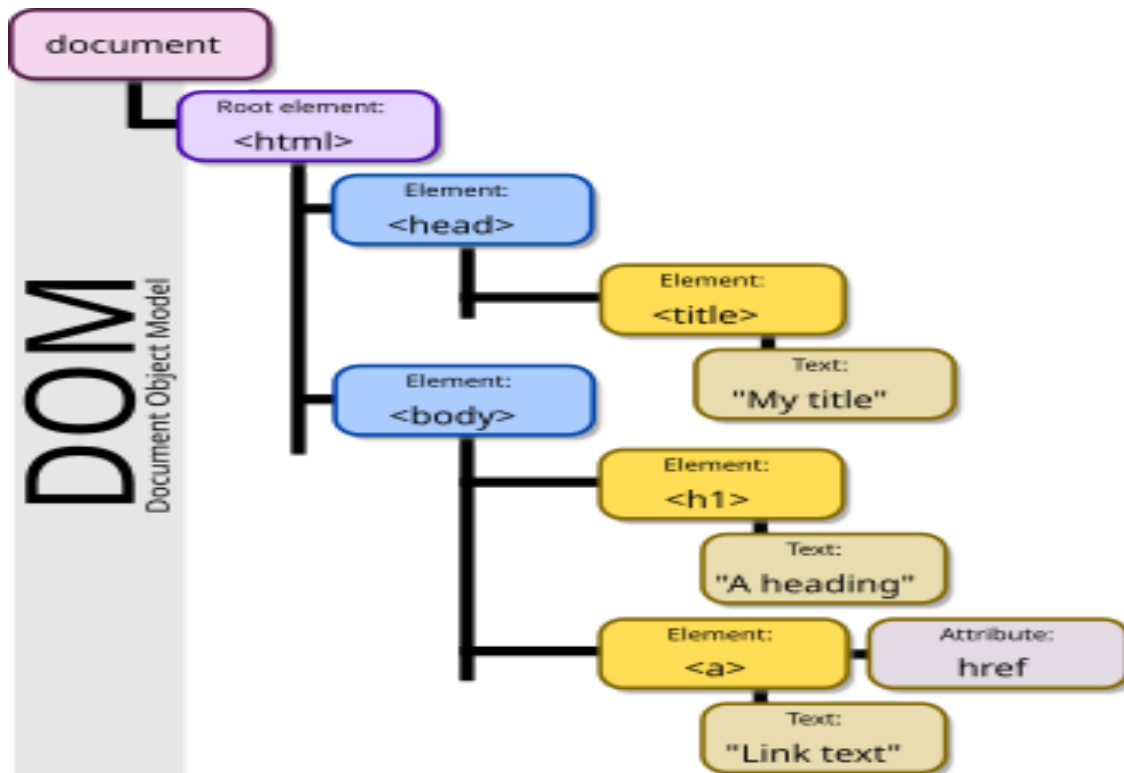 document
Root element:
<html>
Element:
<head>
Element:
<title>
Text:
"My title"
Element:
<body>
Element:
<h1>
Text:
"A heading"
Element:
<a>
Attribute:
href
Text:
"Link text"
DOM
Document Object Model